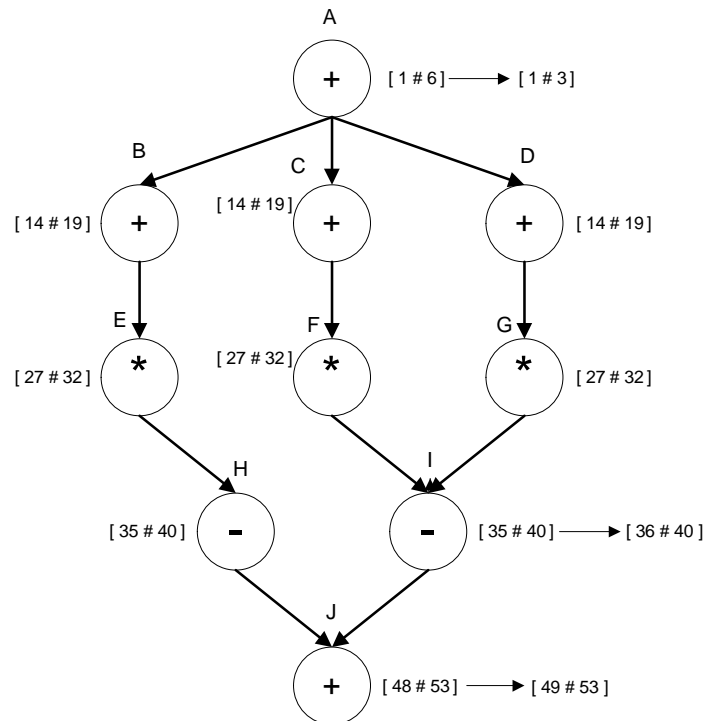 A
+ [ 1 # 6 ] [ 1 # 3 ]
B C D
[ 14 # 19 ] + [ 14 # 19 ] + + [ 14 # 19 ]
E F G
[ 27 # 32 ] * [ 27 # 32 ] * * [ 27 # 32 ]
H I
[ 35 # 40 ] - - [ 35 # 40 ] [ 36 # 40 ]
J
+ [ 48 # 53 ] [ 49 # 53 ]